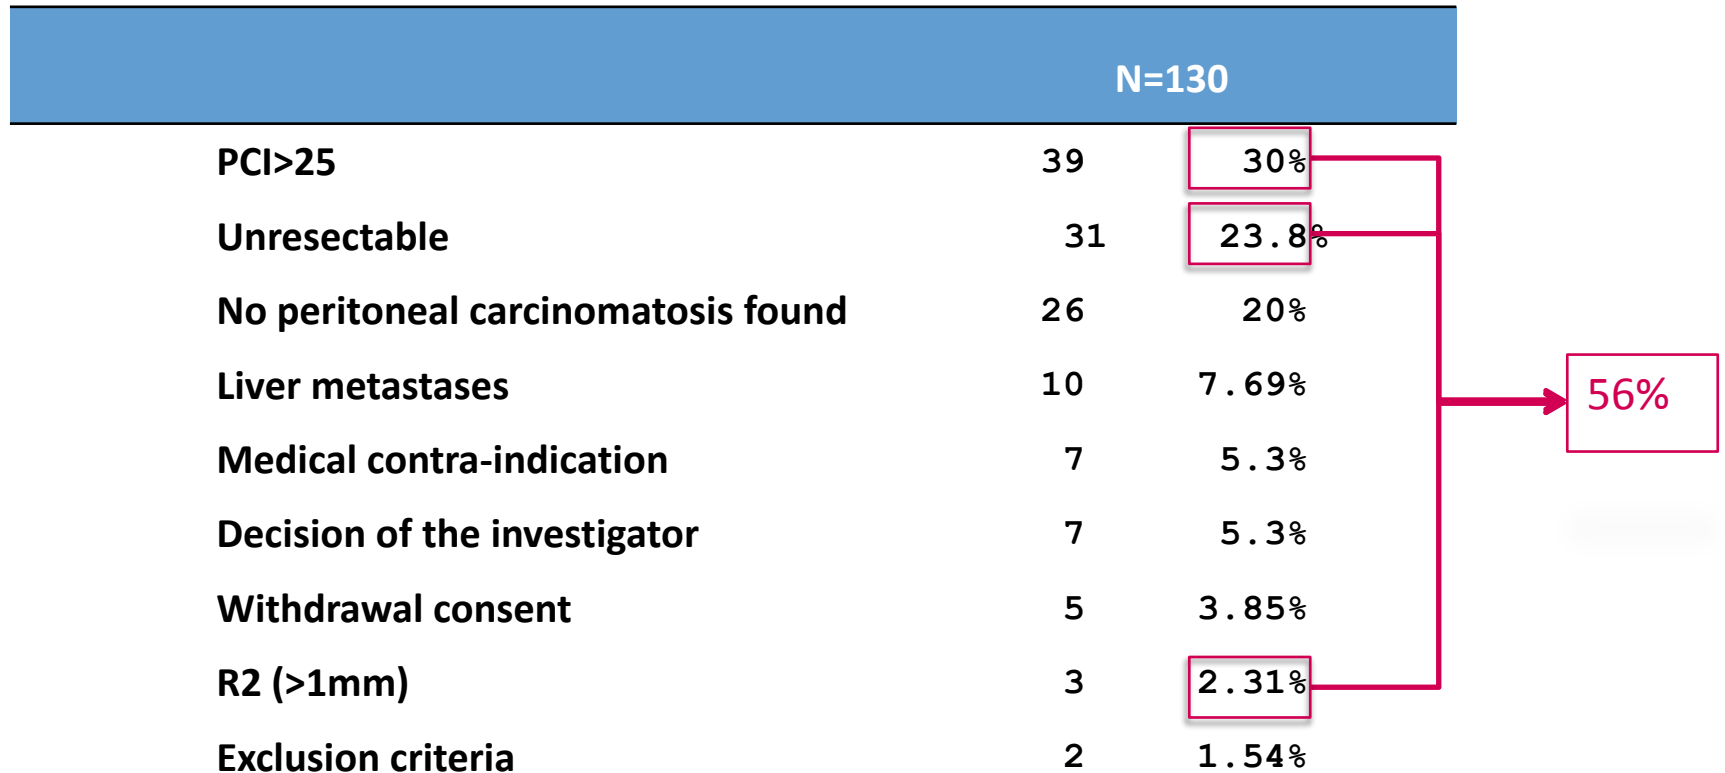 N=130
PCI>25 39 30%
Unresectable 31 23.8%
No peritoneal carcinomatosis found 26 20%
Liver metastases 10 7.69%
56%
Medical contra-indication 7 5.3%
Decision of the investigator 7 5.3%
Withdrawal consent 5 3.85%
R2 (>1mm) 3 2.31%
Exclusion criteria 2 1.54%